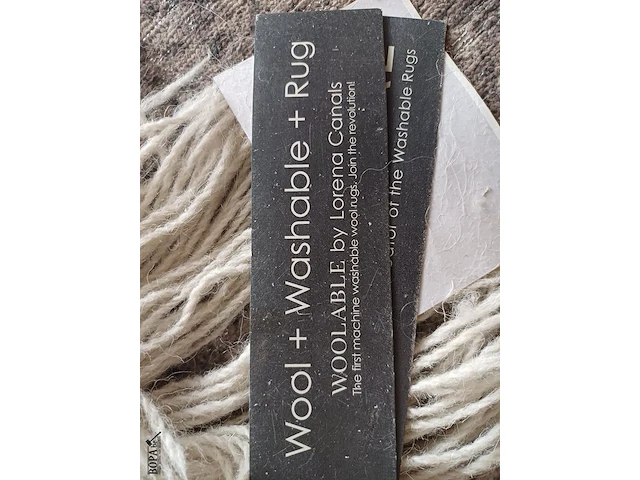 Wool + Washable + Rug
WOOLABLE by Lorena Canals
The first machine washable wool rugs. Join the revolution!
of the Washable Rugs
BOPA